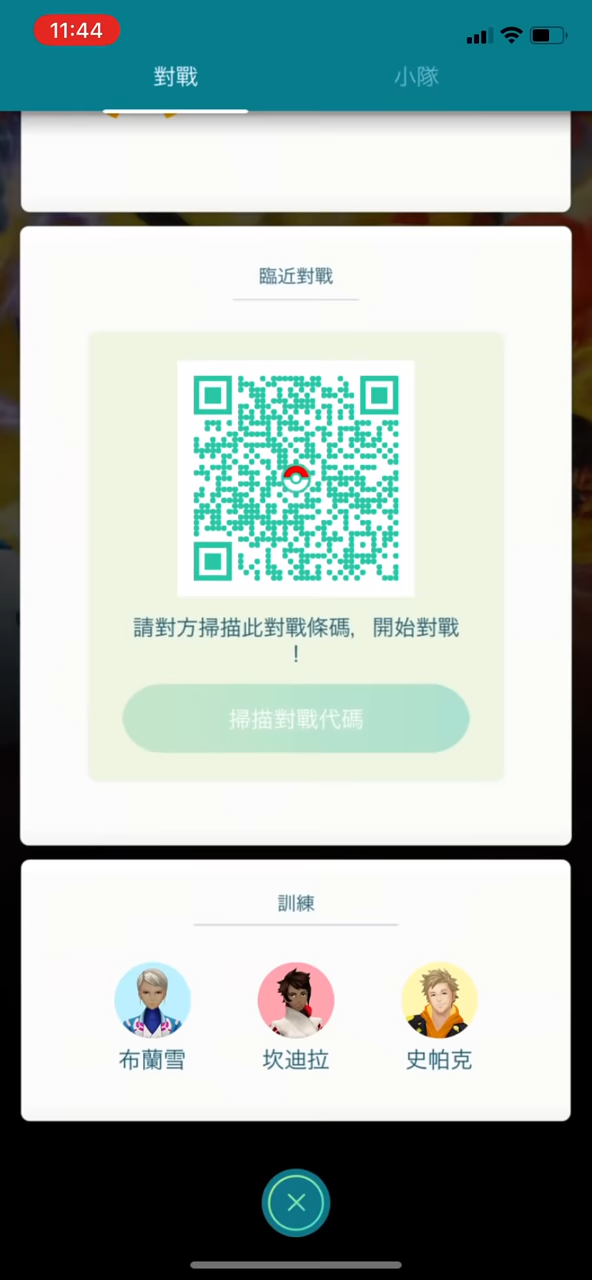 11:44
對戰
小隊
臨近對戰
請對方掃描此對戰條碼，開始對戰
！
掃描對戰代碼
訓練
布蘭雪
坎迪拉
史帕克